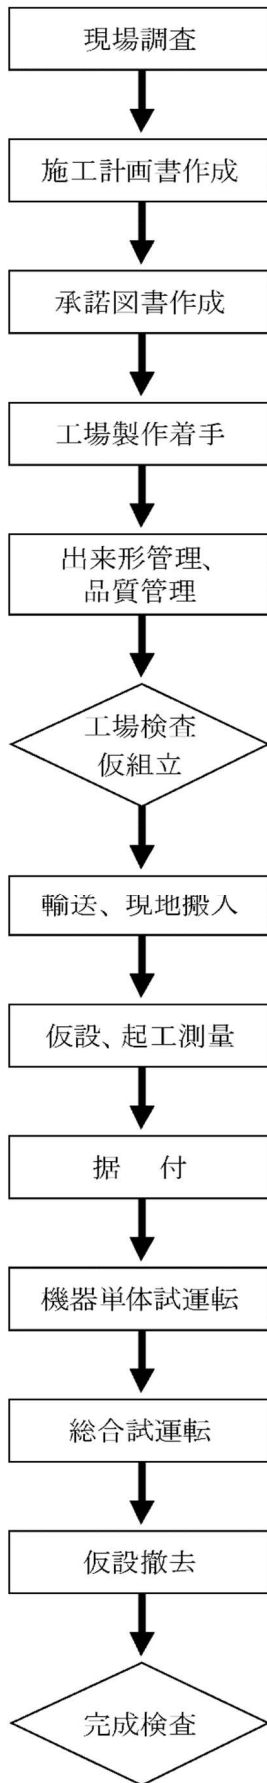 現場調査
施工計画書作成
承諾図書作成
工場製作着手
出来形管理、
品質管理
工場検査
仮組立
輸送、現地搬入
仮設、起工測量
据　付
機器単体試運転
総合試運転
仮設撤去
完成検査